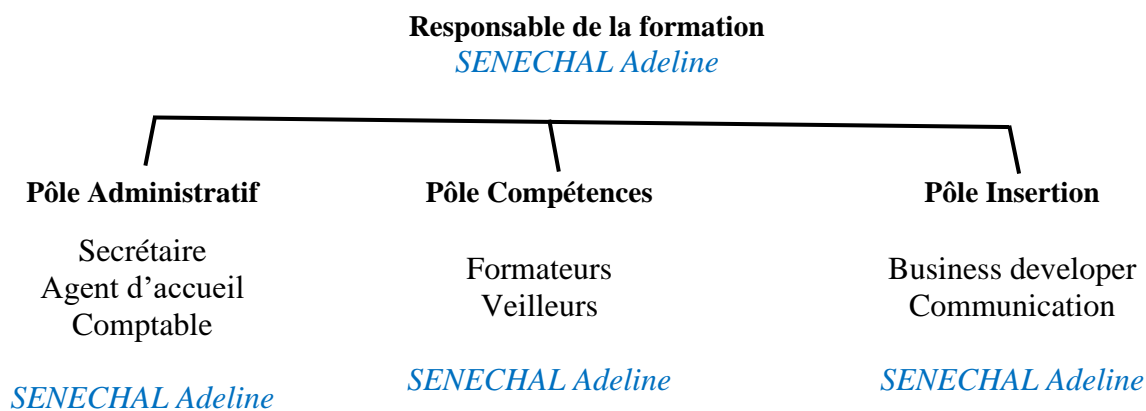 Responsable de la formation
SENECHAL Adeline
Pôle Administratif
Secrétaire
Agent d’accueil
Comptable
SENECHAL Adeline
Pôle Compétences
Formateurs
Veilleurs
SENECHAL Adeline
Pôle Insertion
Business developer
Communication
SENECHAL Adeline